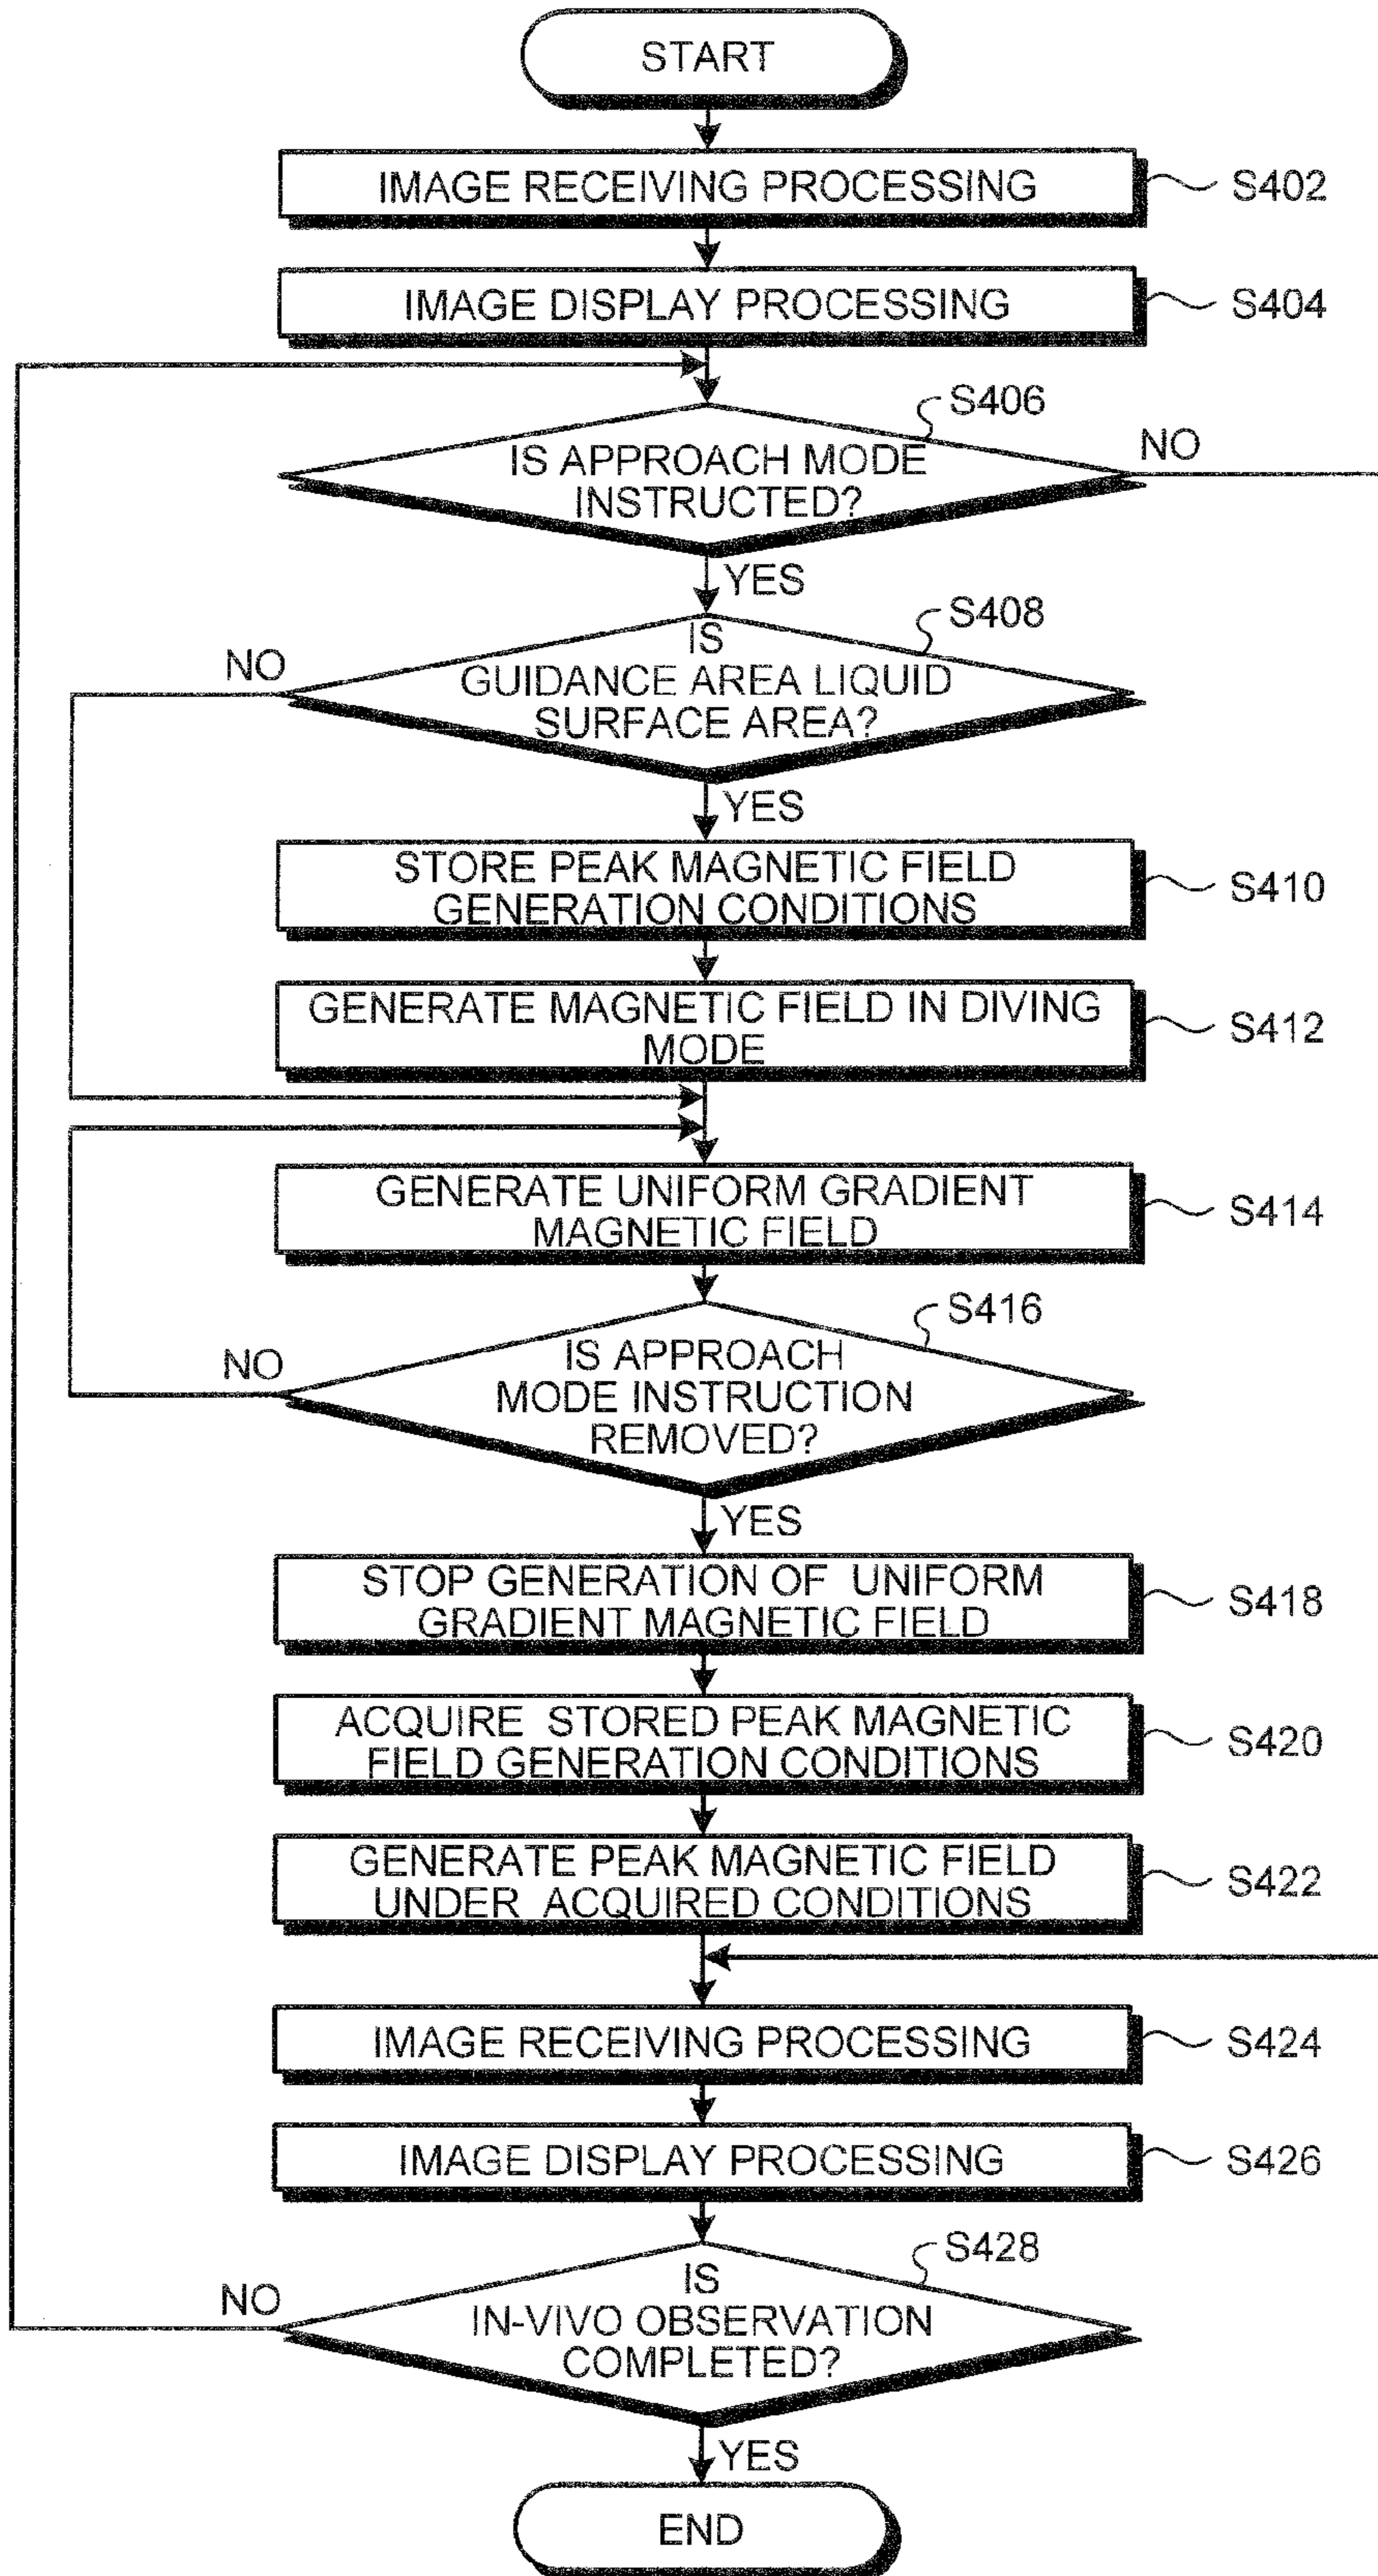 START
IMAGE RECEIVING PROCESSING
S402
IMAGE DISPLAY PROCESSING
S404
S406
IS APPROACH MODE
INSTRUCTED?
NO
YES
S408
IS
GUIDANCE AREA LIQUID
SURFACE AREA?
NO
YES
STORE PEAK MAGNETIC FIELD
GENERATION CONDITIONS
S410
GENERATE MAGNETIC FIELD IN DIVING
MODE
S412
GENERATE UNIFORM GRADIENT
MAGNETIC FIELD
S414
S416
IS APPROACH
MODE INSTRUCTION
REMOVED?
NO
YES
STOP GENERATION OF UNIFORM
GRADIENT MAGNETIC FIELD
S418
ACQUIRE STORED PEAK MAGNETIC
FIELD GENERATION CONDITIONS
S420
GENERATE PEAK MAGNETIC FIELD
UNDER ACQUIRED CONDITIONS
S422
IMAGE RECEIVING PROCESSING
S424
IMAGE DISPLAY PROCESSING
S426
S428
IS
IN-VIVO OBSERVATION
COMPLETED?
NO
YES
END